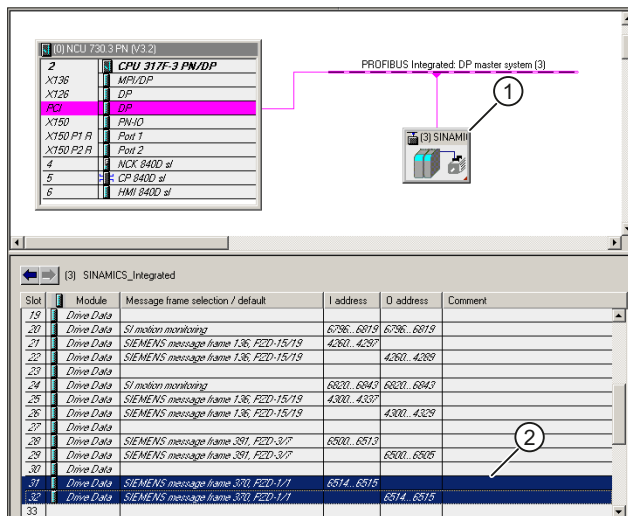 (0) NCU 730.3 PN (V3.2)
2 CPU 317F-3 PN/DP
X136 MPI/DP
X126 DP
PCI DP
X150 PN-IO
X150 P1 R Port 1
X150 P2 R Port 2
4 NCK 840D sl
5 CP 840D sl
6 HMI 840D sl
PROFIBUS Integrated: DP master system (3)
1
(3) SINAMI
(3) SINAMICS_Integrated
Slot Module Message frame selection / default I address O address Comment
19 Drive Data
20 Drive Data SI motion monitoring 6796...6819 6796...6819
21 Drive Data SIEMENS message frame 136, PZD-15/19 4260...4297
22 Drive Data SIEMENS message frame 136, PZD-15/19 4260...4289
23 Drive Data
24 Drive Data SI motion monitoring 6820...6843 6820...6843
25 Drive Data SIEMENS message frame 136, PZD-15/19 4300...4337
26 Drive Data SIEMENS message frame 136, PZD-15/19 4300...4329
27 Drive Data
28 Drive Data SIEMENS message frame 391, PZD-3/7 6500...6513
29 Drive Data SIEMENS message frame 391, PZD-3/7 6500...6505
30 Drive Data
2
31 Drive Data SIEMENS message frame 370, PZD-1/1 6514...6515
32 Drive Data SIEMENS message frame 370, PZD-1/1 6514...6515
33